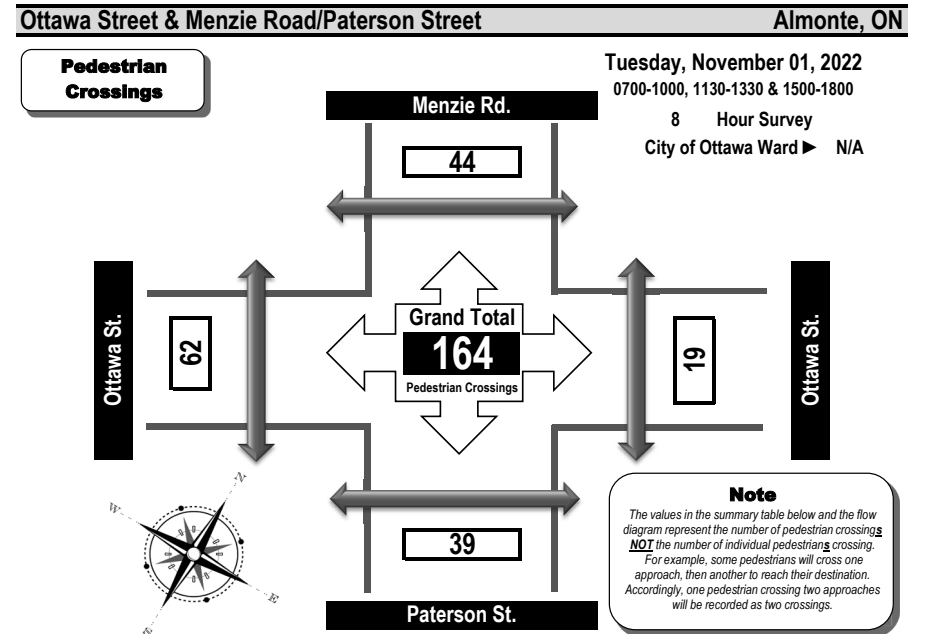 Ottawa Street & Menzie Road/Paterson Street Almonte, ON
Pedestrian
Crossings
Tuesday, November 01, 2022
0700-1000, 1130-1330 & 1500-1800
8 Hour Survey
City of Ottawa Ward ► N/A
Menzie Rd.
44
Ottawa St.
62
Grand Total
164
Pedestrian Crossings
19
Ottawa St.
39
Paterson St.
N
W
E
S
Note
The values in the summary table below and the flow
diagram represent the number of pedestrian crossings
NOT the number of individual pedestrians crossing.
For example, some pedestrians will cross one
approach, then another to reach their destination.
Accordingly, one pedestrian crossing two approaches
will be recorded as two crossings.